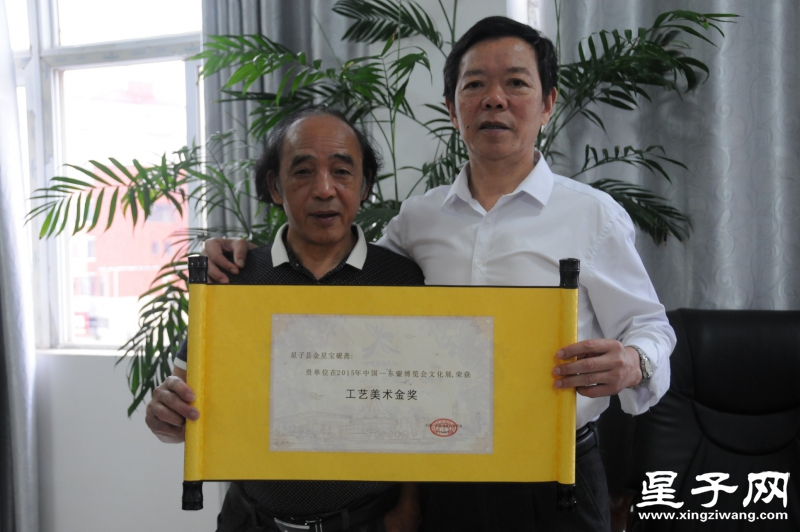 星子县金星宝砚斋:
贵单位在2015年中国—东盟博览会文化展,荣获
工艺美术金奖
星子网
www.xingziwang.com